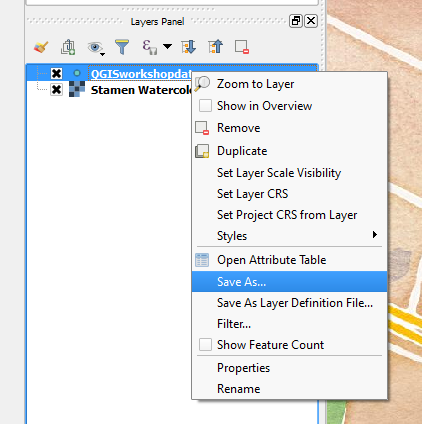 Layers Panel
QGISworkshopdat
Stamen Watercolo
Zoom to Layer
Show in Overview
Remove
Duplicate
Set Layer Scale Visibility
Set Layer CRS
Set Project CRS from Layer
Styles
Open Attribute Table
Save As...
Save As Layer Definition File...
Filter...
Show Feature Count
Properties
Rename